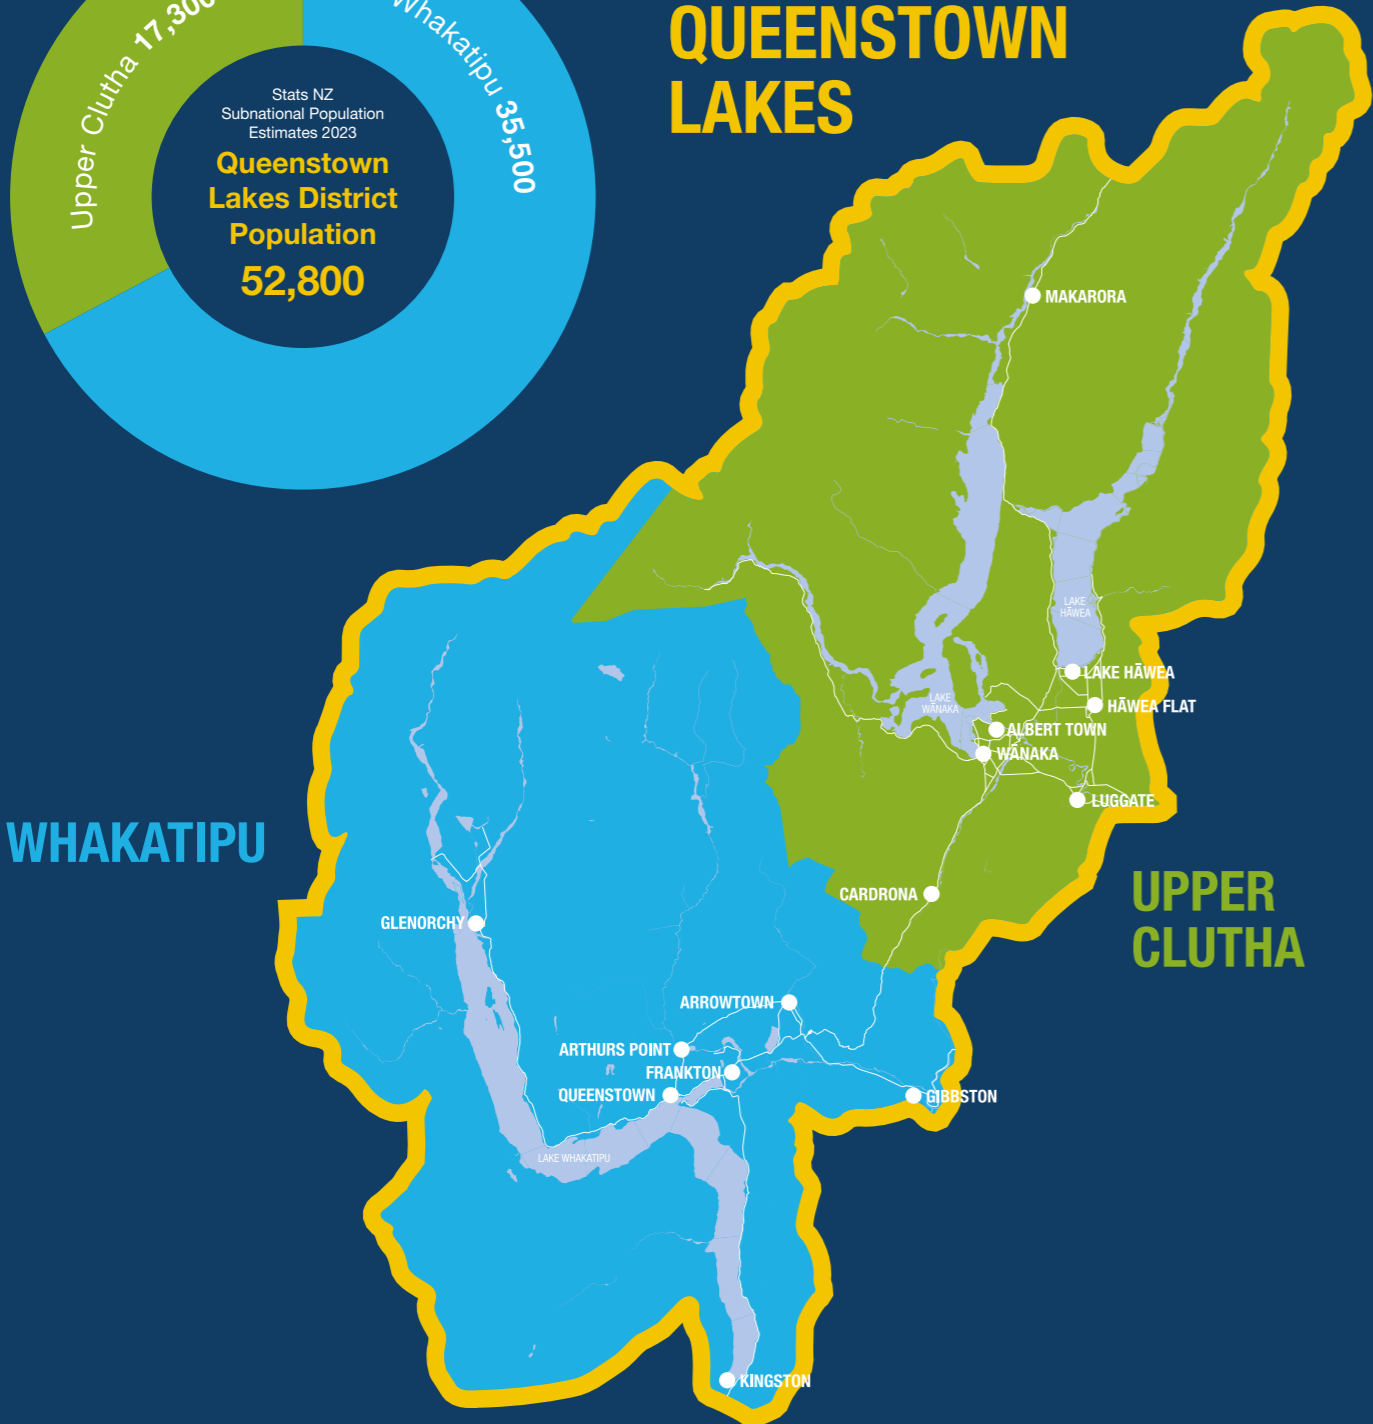 QUEENSTOWN
LAKES
Upper Clutha 17,300
Whakatipu 35,500
Stats NZ
Subnational Population
Estimates 2023
Queenstown
Lakes District
Population
52,800
MAKARORA
LAKE
HĀWEA
LAKE HĀWEA
HĀWEA FLAT
LAKE
WĀNAKA
ALBERT TOWN
WĀNAKA
LUGGATE
WHAKATIPU
UPPER
CLUTHA
CARDRONA
GLENORCHY
ARROWTOWN
ARTHURS POINT
FRANKTON
QUEENSTOWN
GIBBSTON
LAKE WHAKATIPU
KINGSTON